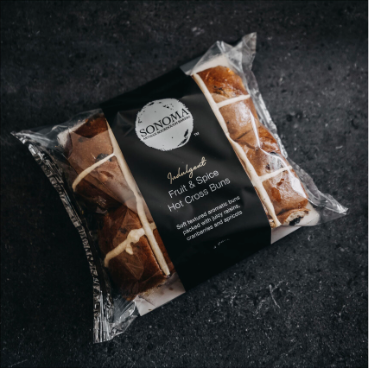 SONOMA
Indulgent
Fruit & Spice
Hot Cross Buns
Soft textured aromatic buns
packed with juicy raisins,
cranberries and apricots